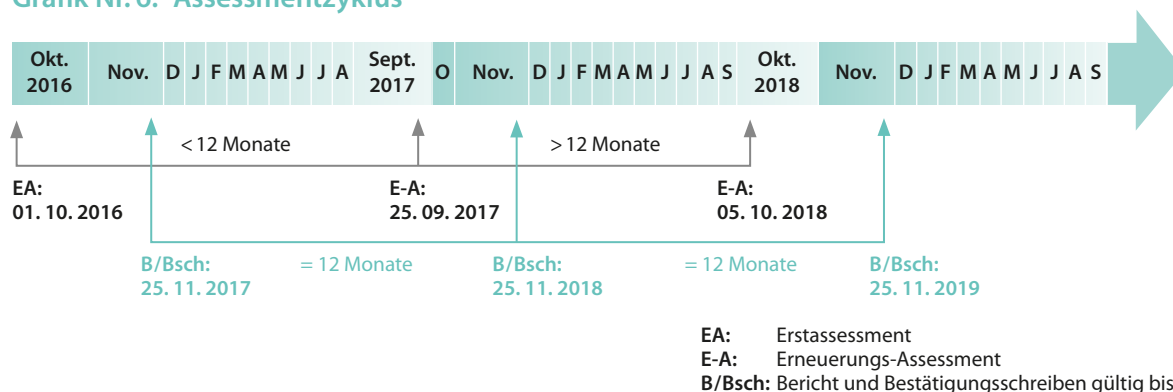 Grafik Nr. 6: Assessmentzyklus
Okt.
2016
Nov.
D J F M A M J J A
Sept.
2017
O
Nov.
D J F M A M J J A S
Okt.
2018
Nov.
D J F M A M J J A S
< 12 Monate
> 12 Monate
EA:
01. 10. 2016
E-A:
25. 09. 2017
E-A:
05. 10. 2018
B/Bsch:
25. 11. 2017
= 12 Monate
B/Bsch:
25. 11. 2018
= 12 Monate
B/Bsch:
25. 11. 2019
EA: Erstassessment
E-A: Erneuerungs-Assessment
B/Bsch: Bericht und Bestätigungsschreiben gültig bis